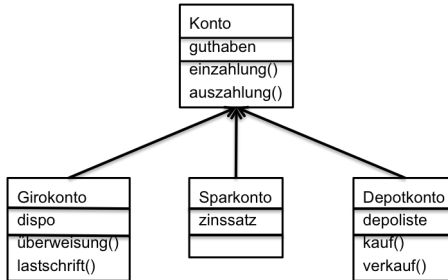 Konto
guthaben
einzahlung()
auszahlung()
Girokonto
dispo
überweisung()
lastschrift()
Sparkonto
zinssatz
Depotkonto
depoliste
kauf()
verkauf()